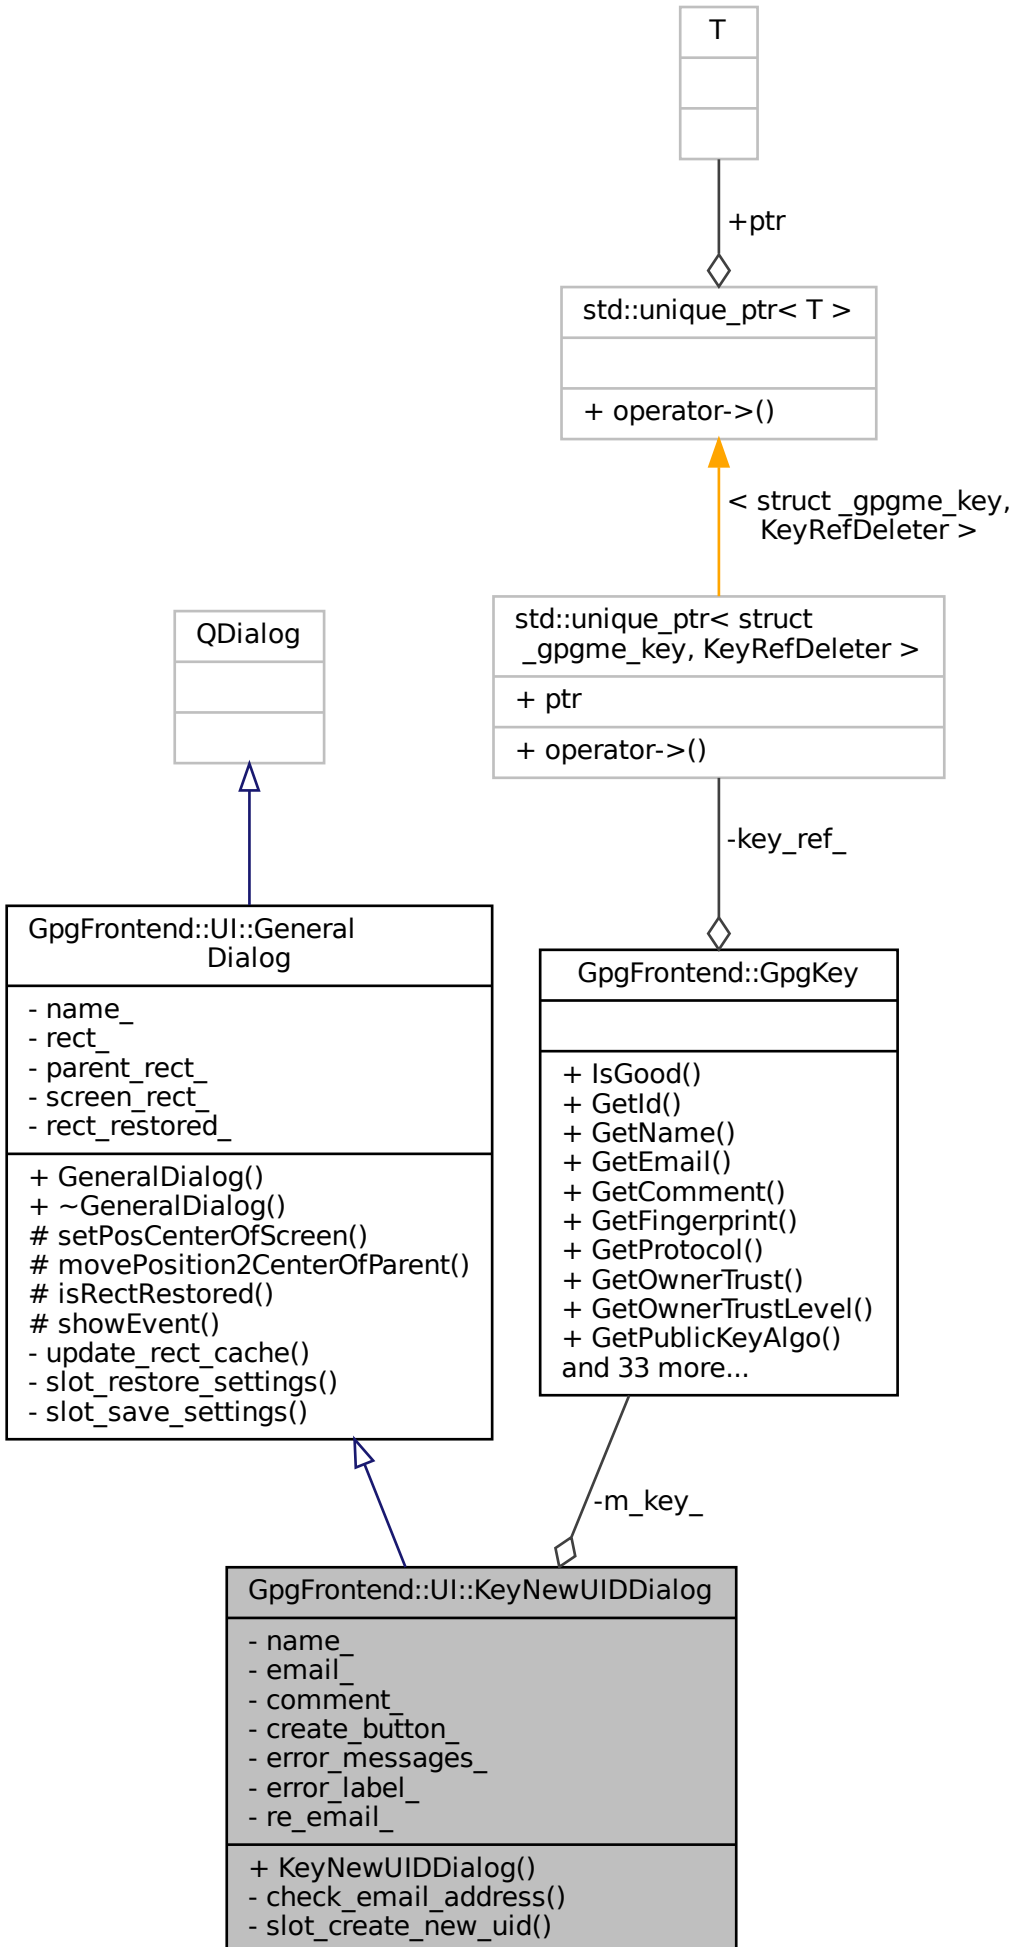 T
+ptr
std::unique_ptr< T >
+ operator->()
< struct _gpgme_key,
KeyRefDeleter >
std::unique_ptr< struct
_gpgme_key, KeyRefDeleter >
+ ptr
+ operator->()
QDialog
-key_ref_
GpgFrontend::UI::General
Dialog
- name_
- rect_
- parent_rect_
- screen_rect_
- rect_restored_
+ GeneralDialog()
+ ~GeneralDialog()
# setPosCenterOfScreen()
# movePosition2CenterOfParent()
# isRectRestored()
# showEvent()
- update_rect_cache()
- slot_restore_settings()
- slot_save_settings()
GpgFrontend::GpgKey
+ IsGood()
+ GetId()
+ GetName()
+ GetEmail()
+ GetComment()
+ GetFingerprint()
+ GetProtocol()
+ GetOwnerTrust()
+ GetOwnerTrustLevel()
+ GetPublicKeyAlgo()
and 33 more...
-m_key_
GpgFrontend::UI::KeyNewUIDDialog
- name_
- email_
- comment_
- create_button_
- error_messages_
- error_label_
- re_email_
+ KeyNewUIDDialog()
- check_email_address()
- slot_create_new_uid()